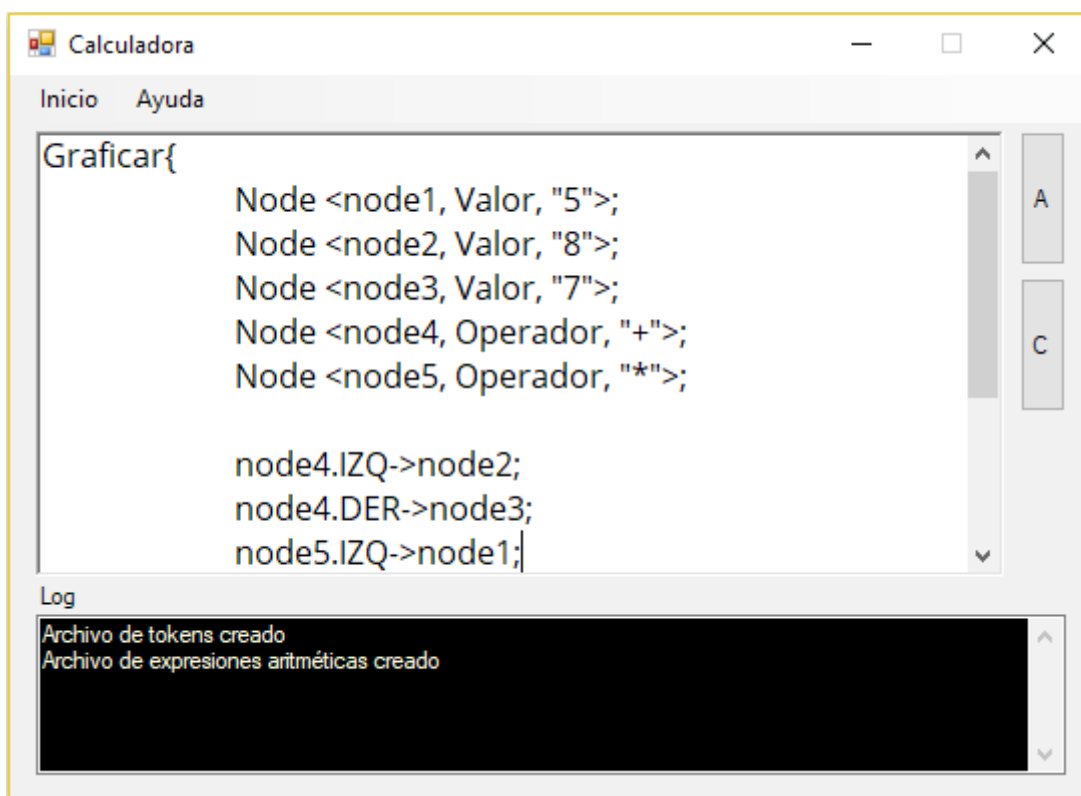 Calculadora
Inicio Ayuda
Graficar{
Node <node1, Valor, "5">;
Node <node2, Valor, "8">;
Node <node3, Valor, "7">;
Node <node4, Operador, "+">;
Node <node5, Operador, "*">;
node4.IZQ->node2;
node4.DER->node3;
node5.IZQ->node1;
A
C
Log
Archivo de tokens creado
Archivo de expresiones aritméticas creado